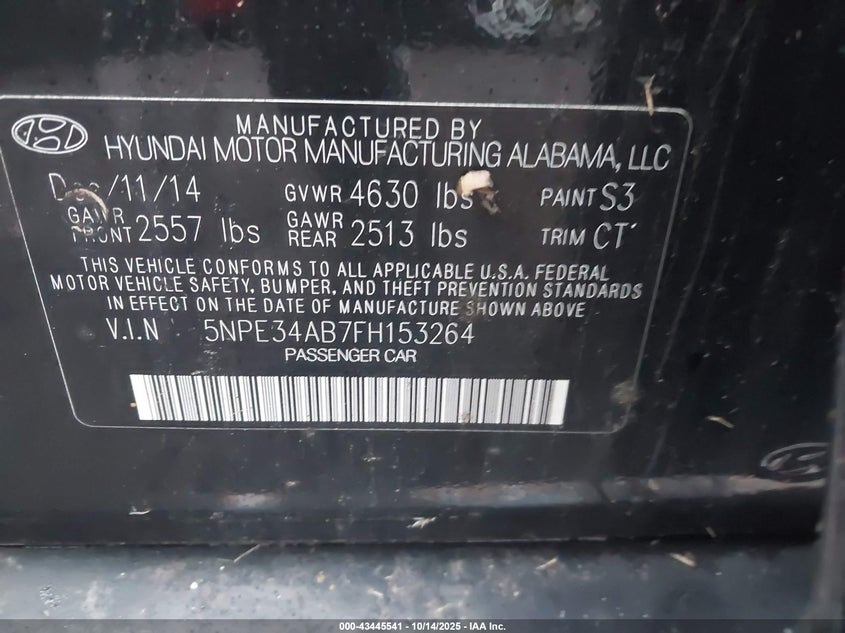 MANUFACTURED BY
HYUNDAI MOTOR MANUFACTURING ALABAMA, LLC
/11/14 GVWR 4630 lbs PAINT S3
GAWR FRONT 2557 lbs GAWR REAR 2513 lbs TRIM CT
THIS VEHICLE CONFORMS TO ALL APPLICABLE U.S.A. FEDERAL
MOTOR VEHICLE SAFETY, BUMPER, AND THEFT PREVENTION STANDARDS
IN EFFECT ON THE DATE OF MANUFACTURE SHOWN ABOVE.
V.I.N 5NPE34AB7FH153264
PASSENGER CAR
000-43445541 - 10/14/2025 - IAA Inc.